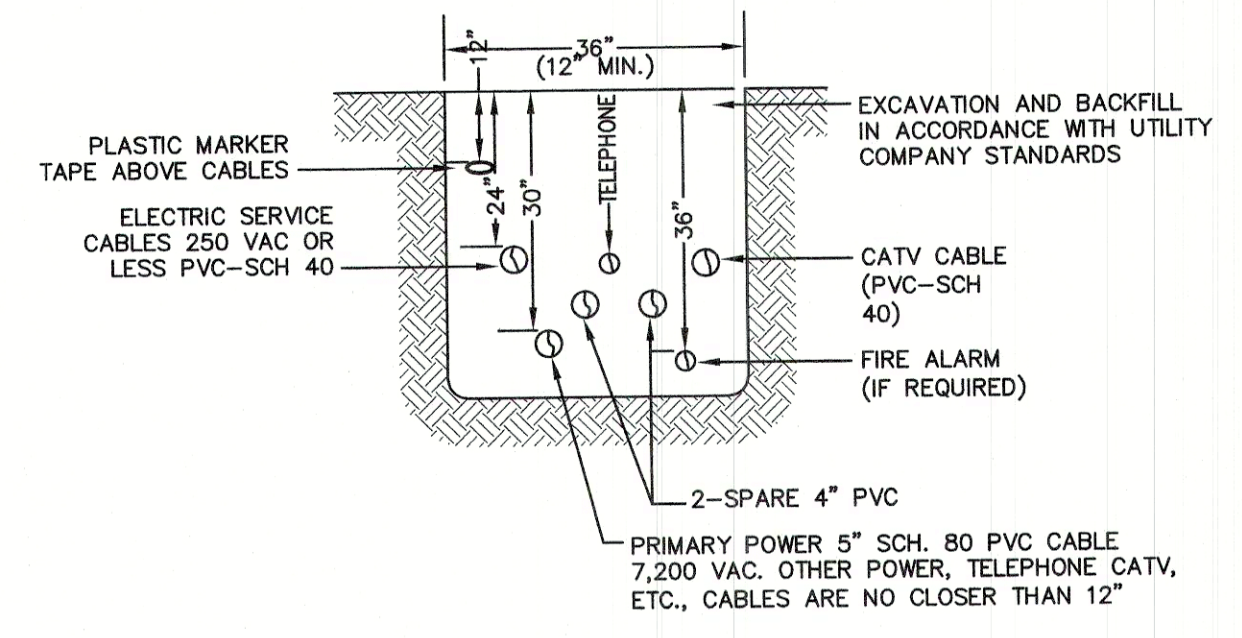 12"
36"
(12" MIN.)
PLASTIC MARKER
TAPE ABOVE CABLES
ELECTRIC SERVICE
CABLES 250 VAC OR
LESS PVC-SCH 40
24"
30"
TELEPHONE
36"
EXCAVATION AND BACKFILL
IN ACCORDANCE WITH UTILITY
COMPANY STANDARDS
CATV CABLE
(PVC-SCH
40)
FIRE ALARM
(IF REQUIRED)
2-SPARE 4" PVC
PRIMARY POWER 5" SCH. 80 PVC CABLE
7,200 VAC. OTHER POWER, TELEPHONE CATV,
ETC., CABLES ARE NO CLOSER THAN 12"